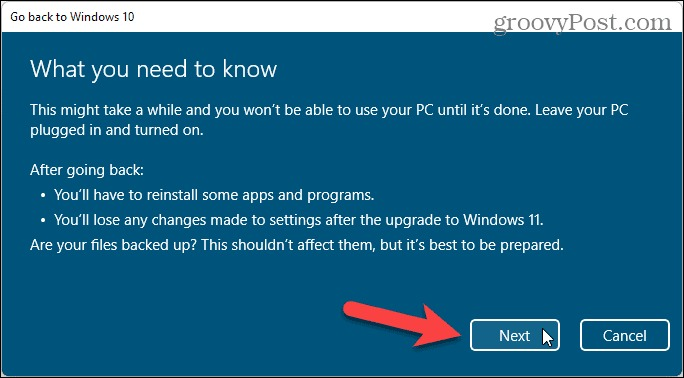 Go back to Windows 10
groovyPost.com
What you need to know
This might take a while and you won't be able to use your PC until it's done. Leave your PC
plugged in and turned on.
After going back:
• You'll have to reinstall some apps and programs.
• You'll lose any changes made to settings after the upgrade to Windows 11.
Are your files backed up? This shouldn't affect them, but it's best to be prepared.
Next
Cancel